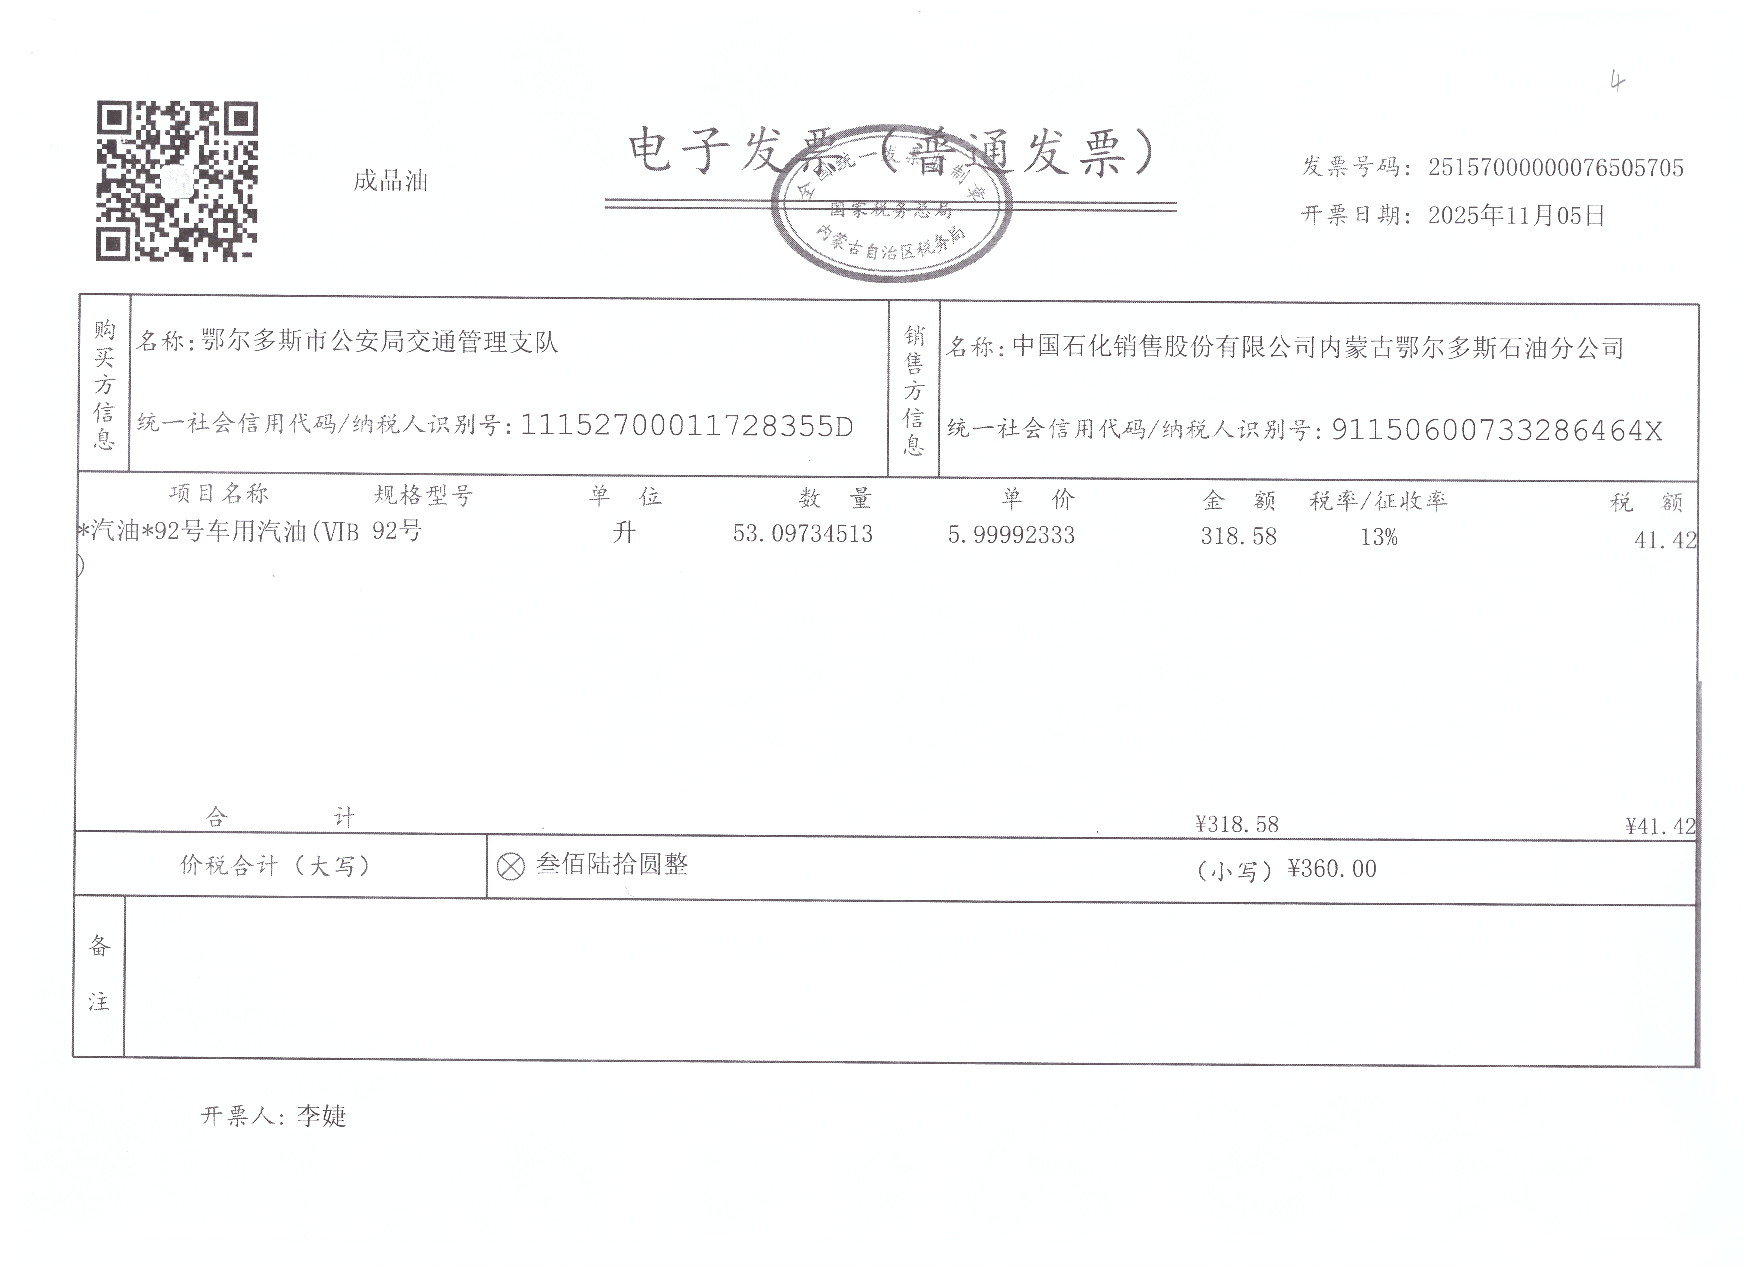 4
电子发票（普通发票）
成品油
全国统一发票监制章
国家税务总局
内蒙古自治区税务局
发票号码：25157000000076505705
开票日期：2025年11月05日
购买方信息
名称：鄂尔多斯市公安局交通管理支队
统一社会信用代码/纳税人识别号：11152700011728355D
销售方信息
名称：中国石化销售股份有限公司内蒙古鄂尔多斯石油分公司
统一社会信用代码/纳税人识别号：91150600733286464X
项目名称 规格型号 单位 数量 单价 金额 税率/征收率 税额
*汽油*92号车用汽油(VIB 92号 升 53.09734513 5.99992333 318.58 13% 41.42
)
合计 ¥318.58 ¥41.42
价税合计（大写） ⊗ 叁佰陆拾圆整 （小写）¥360.00
备注
开票人：李婕